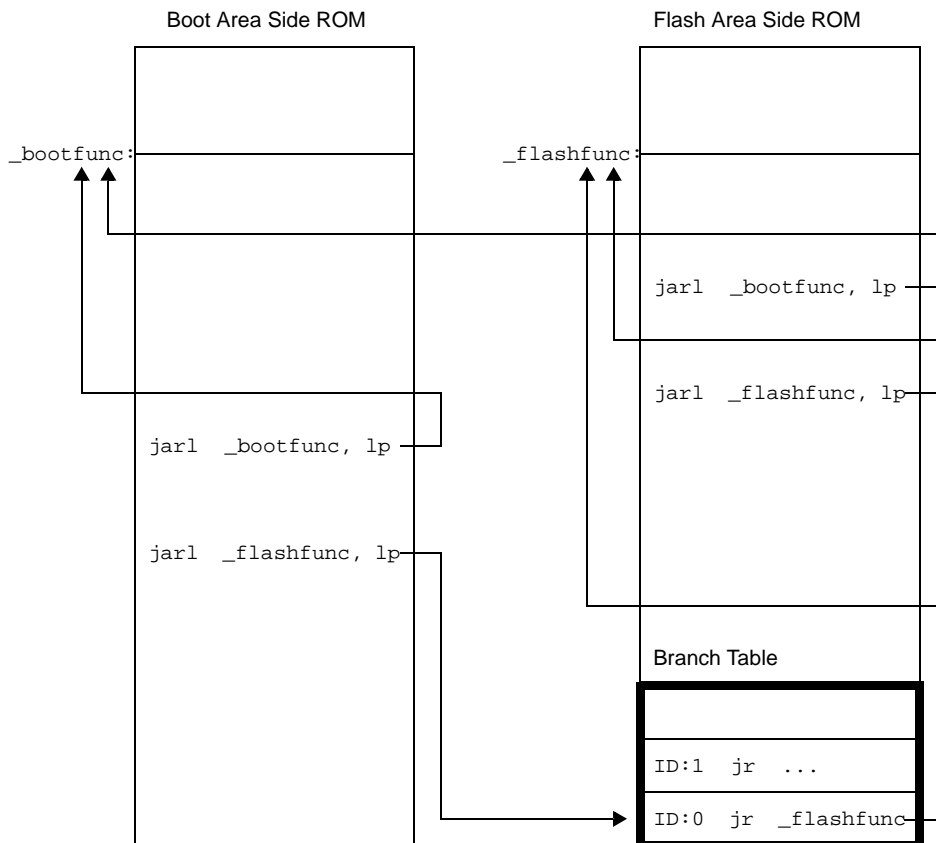 Boot Area Side ROM
Flash Area Side ROM
_bootfunc:
_flashfunc:
jarl _bootfunc, lp
jarl _flashfunc, lp
jarl _bootfunc, lp
jarl _flashfunc, lp
Branch Table
ID:1 jr ...
ID:0 jr _flashfunc